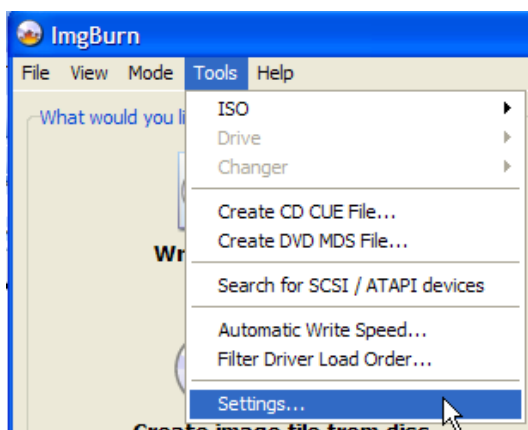 ImgBurn
File View Mode Tools Help
What would you li
ISO
Drive
Changer
Create CD CUE File...
Create DVD MDS File...
Wr
Search for SCSI / ATAPI devices
Automatic Write Speed...
Filter Driver Load Order...
Settings...
Create image file from disc